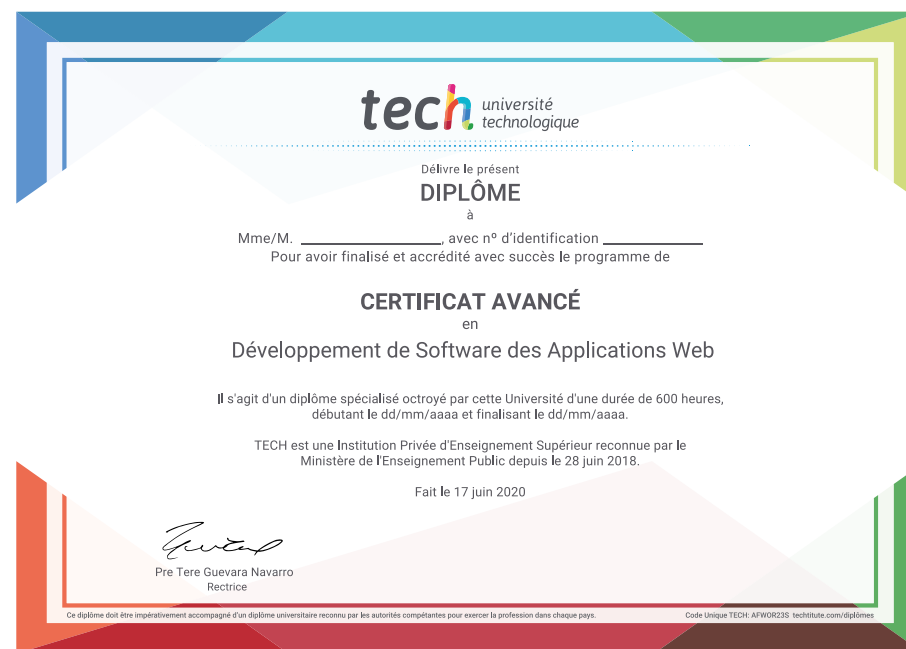 tech université
technologique
Délivre le présent
DIPLÔME
à
Mme/M. ____________________, avec nº d'identification ______________
Pour avoir finalisé et accrédité avec succès le programme de
CERTIFICAT AVANCÉ
en
Développement de Software des Applications Web
Il s'agit d'un diplôme spécialisé octroyé par cette Université d'une durée de 600 heures,
débutant le dd/mm/aaaa et finalisant le dd/mm/aaaa.
TECH est une Institution Privée d'Enseignement Supérieur reconnue par le
Ministère de l'Enseignement Public depuis le 28 juin 2018.
Fait le 17 juin 2020
Pre Tere Guevara Navarro
Rectrice
Ce diplôme doit être impérativement accompagné d'un diplôme universitaire reconnu par les autorités compétentes pour exercer la profession dans chaque pays.
Code Unique TECH: AFWOR23S techtitute.com/diplômes